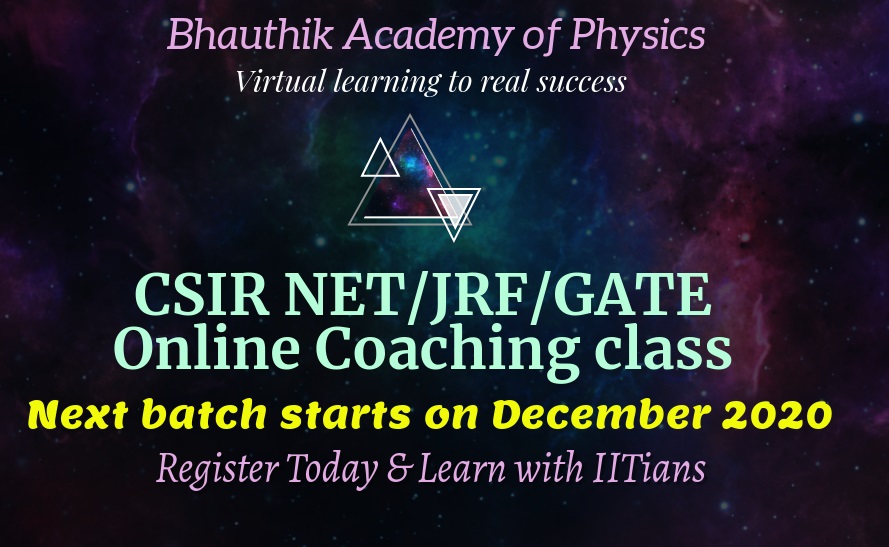 Bhauthik Academy of Physics
Virtual learning to real success
CSIR NET/JRF/GATE
Online Coaching class
Next batch starts on December 2020
Register Today & Learn with IITians